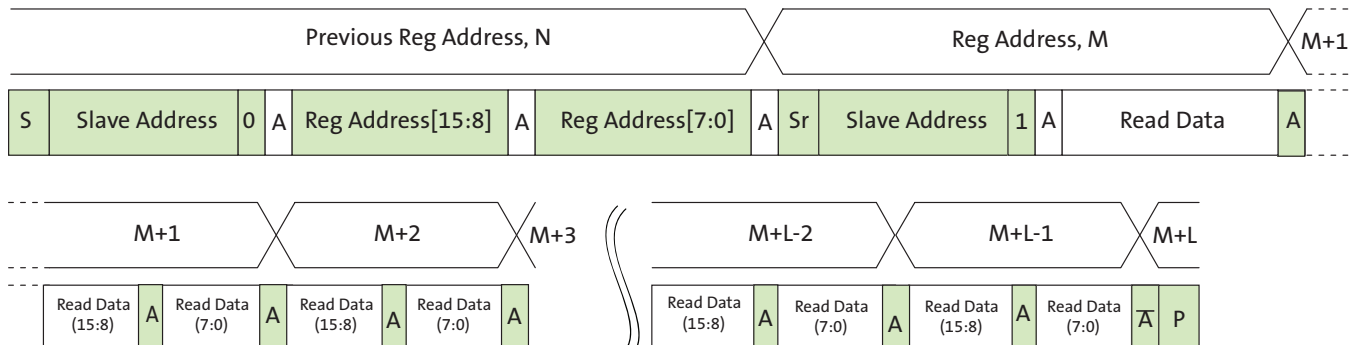 Previous Reg Address, N Reg Address, M M+1
S Slave Address 0 A Reg Address[15:8] A Reg Address[7:0] A Sr Slave Address 1 A Read Data A
M+1 M+2 M+3 M+L-2 M+L-1 M+L
Read Data (15:8) A Read Data (7:0) A Read Data (15:8) A Read Data (7:0) A Read Data (15:8) A Read Data (7:0) A Read Data (15:8) A Read Data (7:0) A̅ P